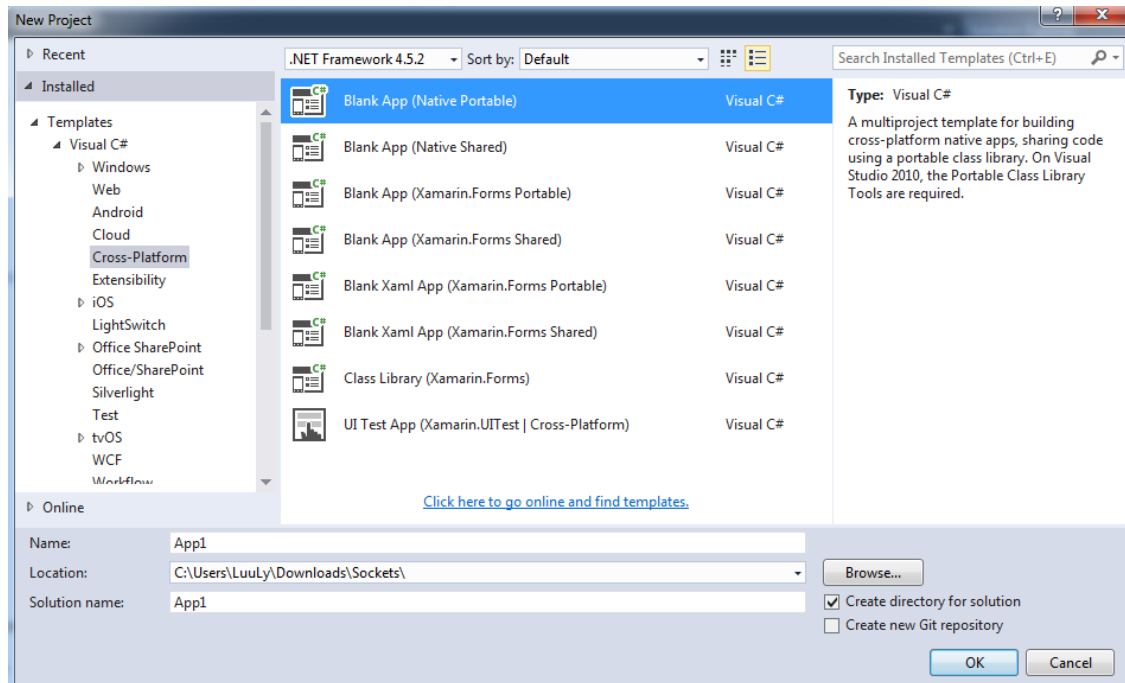 New Project
Recent
.NET Framework 4.5.2
Sort by: Default
Search Installed Templates (Ctrl+E)
Installed
Templates
Visual C#
Windows
Web
Android
Cloud
Cross-Platform
Extensibility
iOS
LightSwitch
Office SharePoint
Office/SharePoint
Silverlight
Test
tvOS
WCF
Workflow
Online
C# Blank App (Native Portable) Visual C#
C# Blank App (Native Shared) Visual C#
C# Blank App (Xamarin.Forms Portable) Visual C#
C# Blank App (Xamarin.Forms Shared) Visual C#
C# Blank Xaml App (Xamarin.Forms Portable) Visual C#
C# Blank Xaml App (Xamarin.Forms Shared) Visual C#
C# Class Library (Xamarin.Forms) Visual C#
UI Test App (Xamarin.UITest | Cross-Platform) Visual C#
Click here to go online and find templates.
Type: Visual C#
A multiproject template for building
cross-platform native apps, sharing code
using a portable class library. On Visual
Studio 2010, the Portable Class Library
Tools are required.
Name: App1
Location: C:\Users\LuuLy\Downloads\Sockets\
Browse...
Solution name: App1
Create directory for solution
Create new Git repository
OK
Cancel